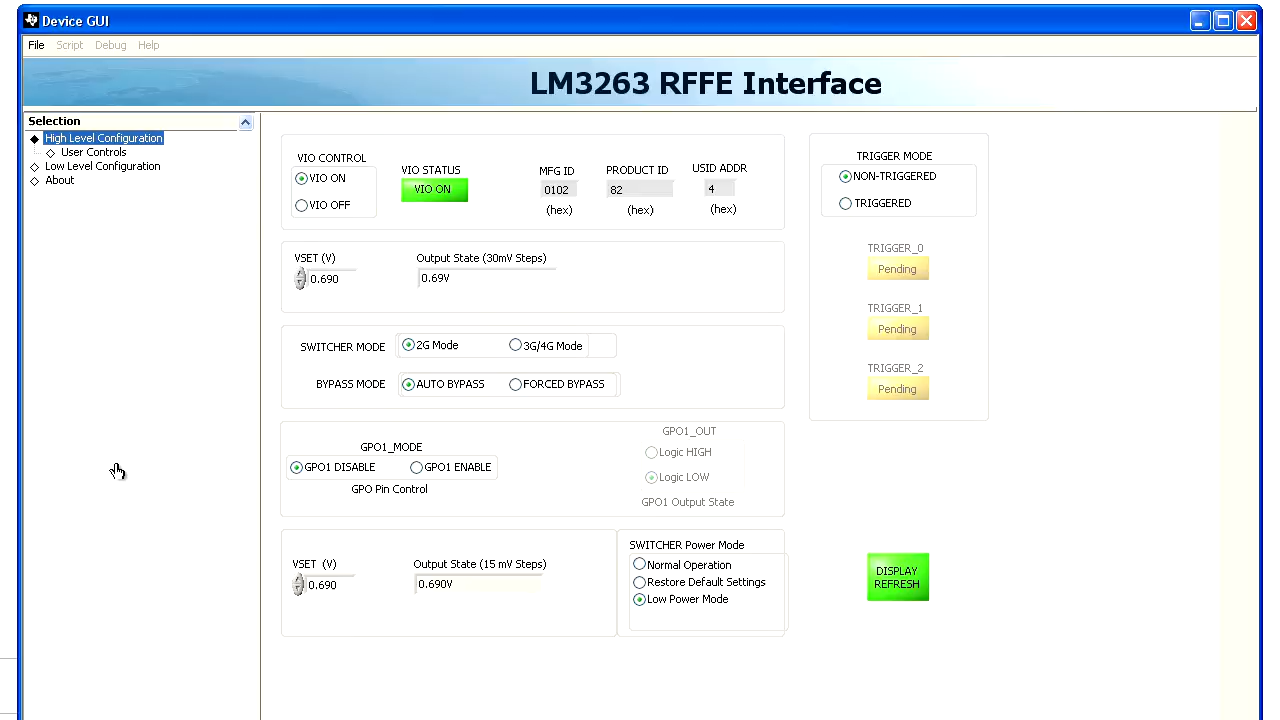 Device GUI
File Script Debug Help
LM3263 RFFE Interface
Selection
High Level Configuration
User Controls
Low Level Configuration
About
VIO CONTROL
VIO ON
VIO OFF
VIO STATUS
VIO ON
MFG ID
0102
(hex)
PRODUCT ID
82
(hex)
USID ADDR
4
(hex)
TRIGGER MODE
NON-TRIGGERED
TRIGGERED
TRIGGER_0
Pending
TRIGGER_1
Pending
TRIGGER_2
Pending
VSET (V)
0.690
Output State (30mV Steps)
0.69V
SWITCHER MODE
2G Mode
3G/4G Mode
BYPASS MODE
AUTO BYPASS
FORCED BYPASS
GPO1_MODE
GPO1 DISABLE
GPO1 ENABLE
GPO Pin Control
GPO1_OUT
Logic HIGH
Logic LOW
GPO1 Output State
VSET (V)
0.690
Output State (15 mV Steps)
0.690V
SWITCHER Power Mode
Normal Operation
Restore Default Settings
Low Power Mode
DISPLAY
REFRESH